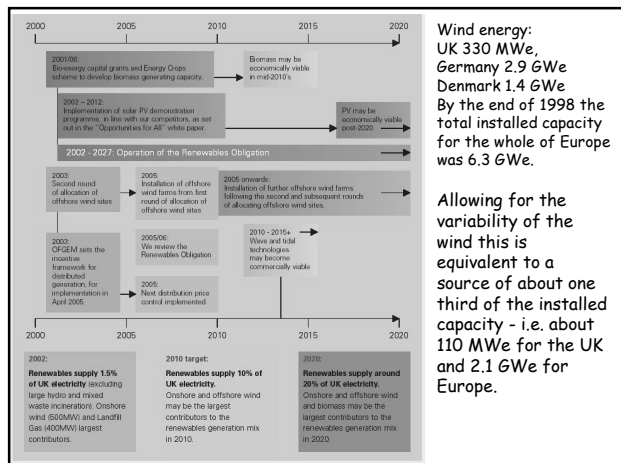 2000 2005 2010 2015 2020
2001/06:
Bio-energy capital grants and Energy Crops
scheme to develop biomass generating capacity.
Biomass may be
economically viable
in mid-2010's
2002 – 2012:
Implementation of solar PV demonstration
programme, in line with our competitors, as set
out in the "Opportunities for All" white paper.
PV may be
economically viable
post-2020.
2002 - 2027: Operation of the Renewables Obligation
2003:
Second round
of allocation of
offshore wind sites
2005:
Installation of offshore
wind farms from first
round of allocation of
offshore wind sites
2005 onwards:
Installation of further offshore wind farms
following the second and subsequent rounds
of allocating offshore wind sites.
2003:
OFGEM sets the
incentive
framework for
distributed
generation, for
implementation in
April 2005
2005/06:
We review the
Renewables Obligation
2005:
Next distribution price
control implemented
2010 - 2015+
Wave and tidal
technologies
may become
commercially viable
2000 2005 2010 2015 2020
2002:
Renewables supply 1.5%
of UK electricity (excluding
large hydro and mixed
waste incineration). Onshore
wind (500MW) and Landfill
Gas (400MW) largest
contributors.
2010 target:
Renewables supply 10% of
UK electricity.
Onshore and offshore wind
may be the largest
contributors to the
renewables generation mix
in 2010.
2020:
Renewables supply around
20% of UK electricity.
Onshore and offshore wind
and biomass may be the
largest contributors to the
renewables generation mix
in 2020.
Wind energy:
UK 330 MWe,
Germany 2.9 GWe
Denmark 1.4 GWe
By the end of 1998 the
total installed capacity
for the whole of Europe
was 6.3 GWe.
Allowing for the
variability of the
wind this is
equivalent to a
source of about one
third of the installed
capacity - i.e. about
110 MWe for the UK
and 2.1 GWe for
Europe.